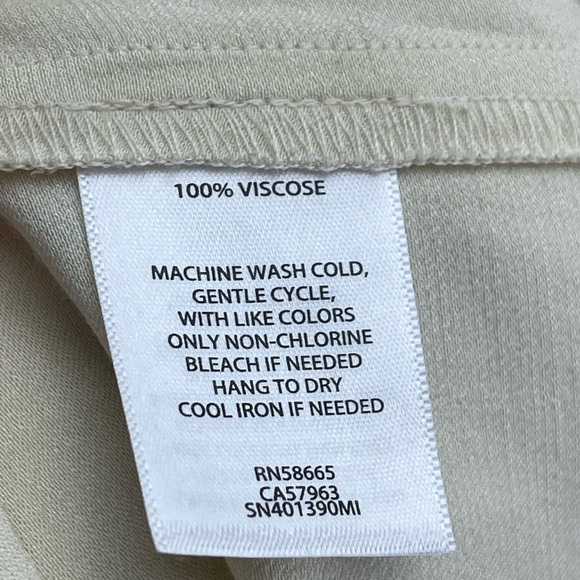 100% VISCOSE
MACHINE WASH COLD,
GENTLE CYCLE,
WITH LIKE COLORS
ONLY NON-CHLORINE
BLEACH IF NEEDED
HANG TO DRY
COOL IRON IF NEEDED
RN58665
CA57963
SN401390MI